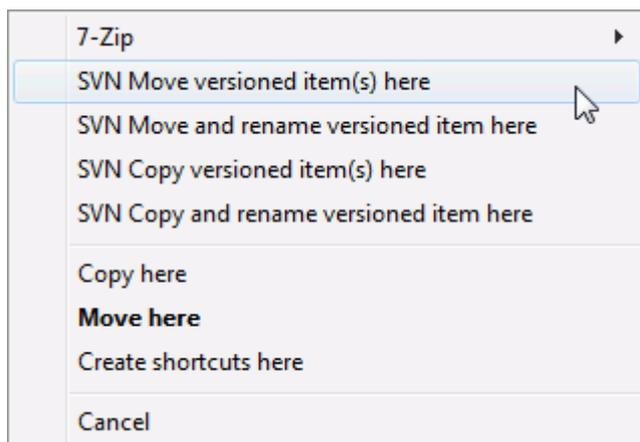 7-Zip
SVN Move versioned item(s) here
SVN Move and rename versioned item here
SVN Copy versioned item(s) here
SVN Copy and rename versioned item here
Copy here
Move here
Create shortcuts here
Cancel